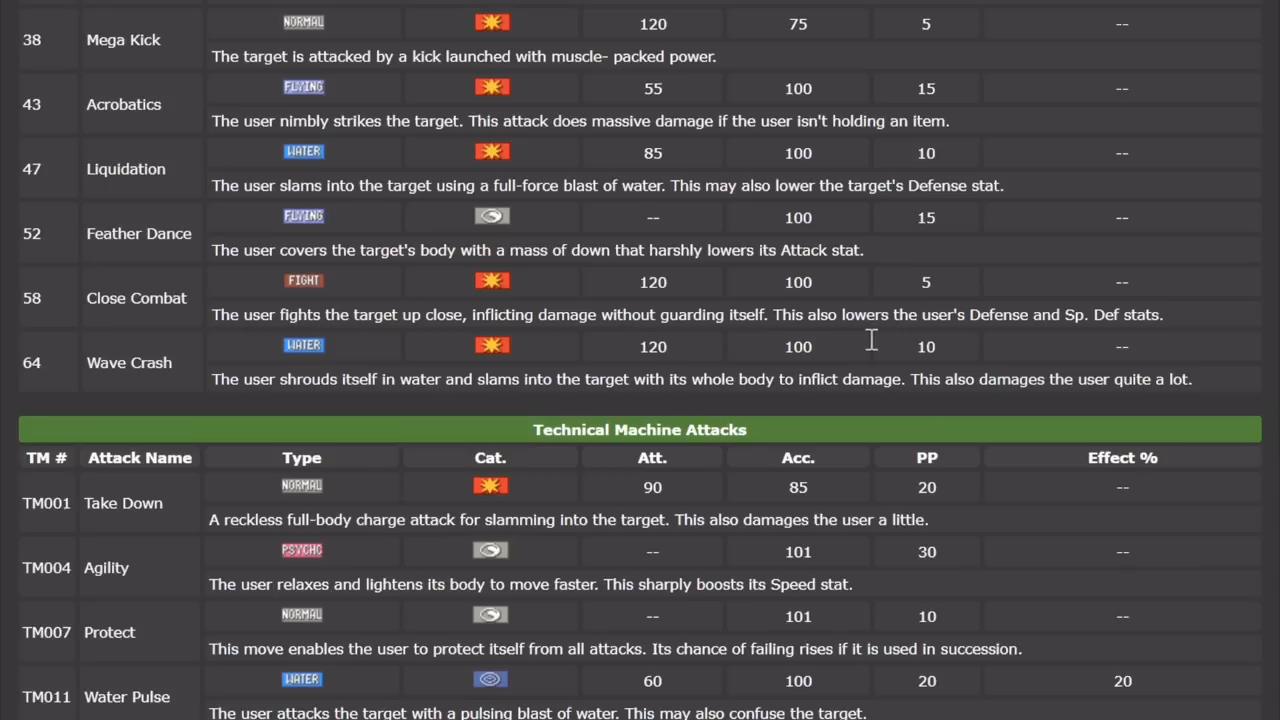 38 Mega Kick NORMAL 120 75 5 --
The target is attacked by a kick launched with muscle- packed power.
43 Acrobatics FLYING 55 100 15 --
The user nimbly strikes the target. This attack does massive damage if the user isn't holding an item.
47 Liquidation WATER 85 100 10 --
The user slams into the target using a full-force blast of water. This may also lower the target's Defense stat.
52 Feather Dance FLYING -- 100 15 --
The user covers the target's body with a mass of down that harshly lowers its Attack stat.
58 Close Combat FIGHT 120 100 5 --
The user fights the target up close, inflicting damage without guarding itself. This also lowers the user's Defense and Sp. Def stats.
64 Wave Crash WATER 120 100 10 --
The user shrouds itself in water and slams into the target with its whole body to inflict damage. This also damages the user quite a lot.
Technical Machine Attacks
TM # Attack Name Type Cat. Att. Acc. PP Effect %
TM001 Take Down NORMAL 90 85 20 --
A reckless full-body charge attack for slamming into the target. This also damages the user a little.
TM004 Agility PSYCHC -- 101 30 --
The user relaxes and lightens its body to move faster. This sharply boosts its Speed stat.
TM007 Protect NORMAL -- 101 10 --
This move enables the user to protect itself from all attacks. Its chance of failing rises if it is used in succession.
TM011 Water Pulse WATER 60 100 20 20
The user attacks the target with a pulsing blast of water. This may also confuse the target.